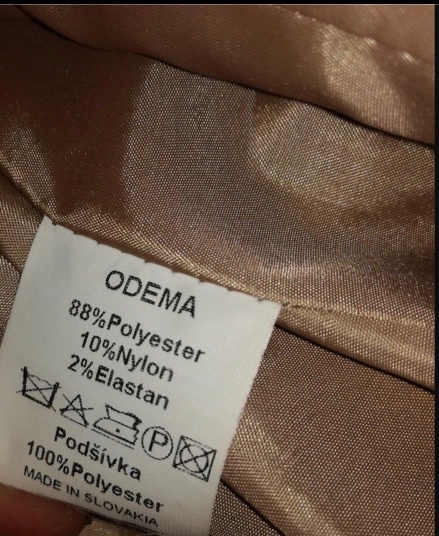 ODEMA
88%Polyester
10%Nylon
2%Elastan
P
Podšívka
100%Polyester
MADE IN SLOVAKIA